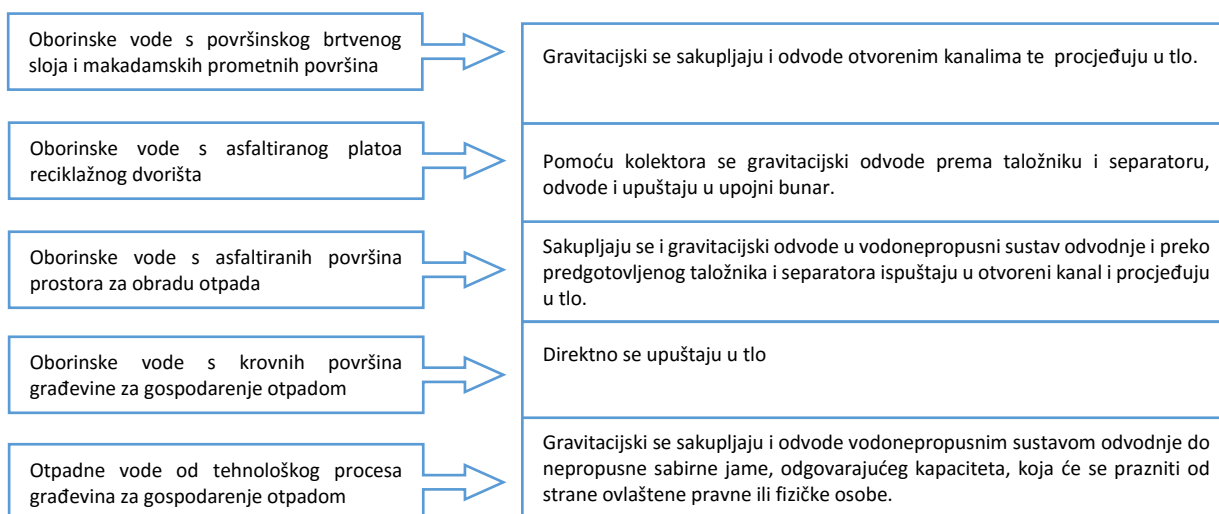 Oborinske vode s površinskog brtvenog
sloja i makadamskih prometnih površina
Gravitacijski se sakupljaju i odvode otvorenim kanalima te procjeđuju u tlo.
Oborinske vode s asfaltiranog platoa
reciklažnog dvorišta
Pomoću kolektora se gravitacijski odvode prema taložniku i separatoru,
odvode i upuštaju u upojni bunar.
Oborinske vode s asfaltiranih površina
prostora za obradu otpada
Sakupljaju se i gravitacijski odvode u vodonepropusni sustav odvodnje i preko
predgotovljenog taložnika i separatora ispuštaju u otvoreni kanal i procjeđuju
u tlo.
Oborinske vode s krovnih površina
građevine za gospodarenje otpadom
Direktno se upuštaju u tlo
Otpadne vode od tehnološkog procesa
građevina za gospodarenje otpadom
Gravitacijski se sakupljaju i odvode vodonepropusnim sustavom odvodnje do
nepropusne sabirne jame, odgovarajućeg kapaciteta, koja će se prazniti od
strane ovlaštene pravne ili fizičke osobe.